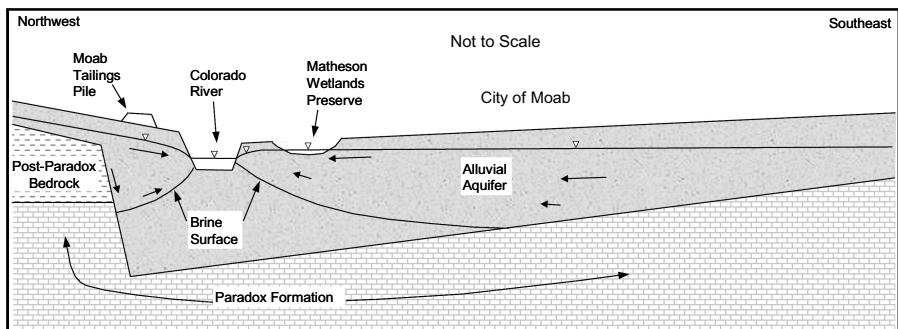 Northwest
Southeast
Not to Scale
Moab
Tailings
Pile
Colorado
River
Matheson
Wetlands
Preserve
City of Moab
Post-Paradox
Bedrock
Alluvial
Aquifer
Brine
Surface
Paradox Formation